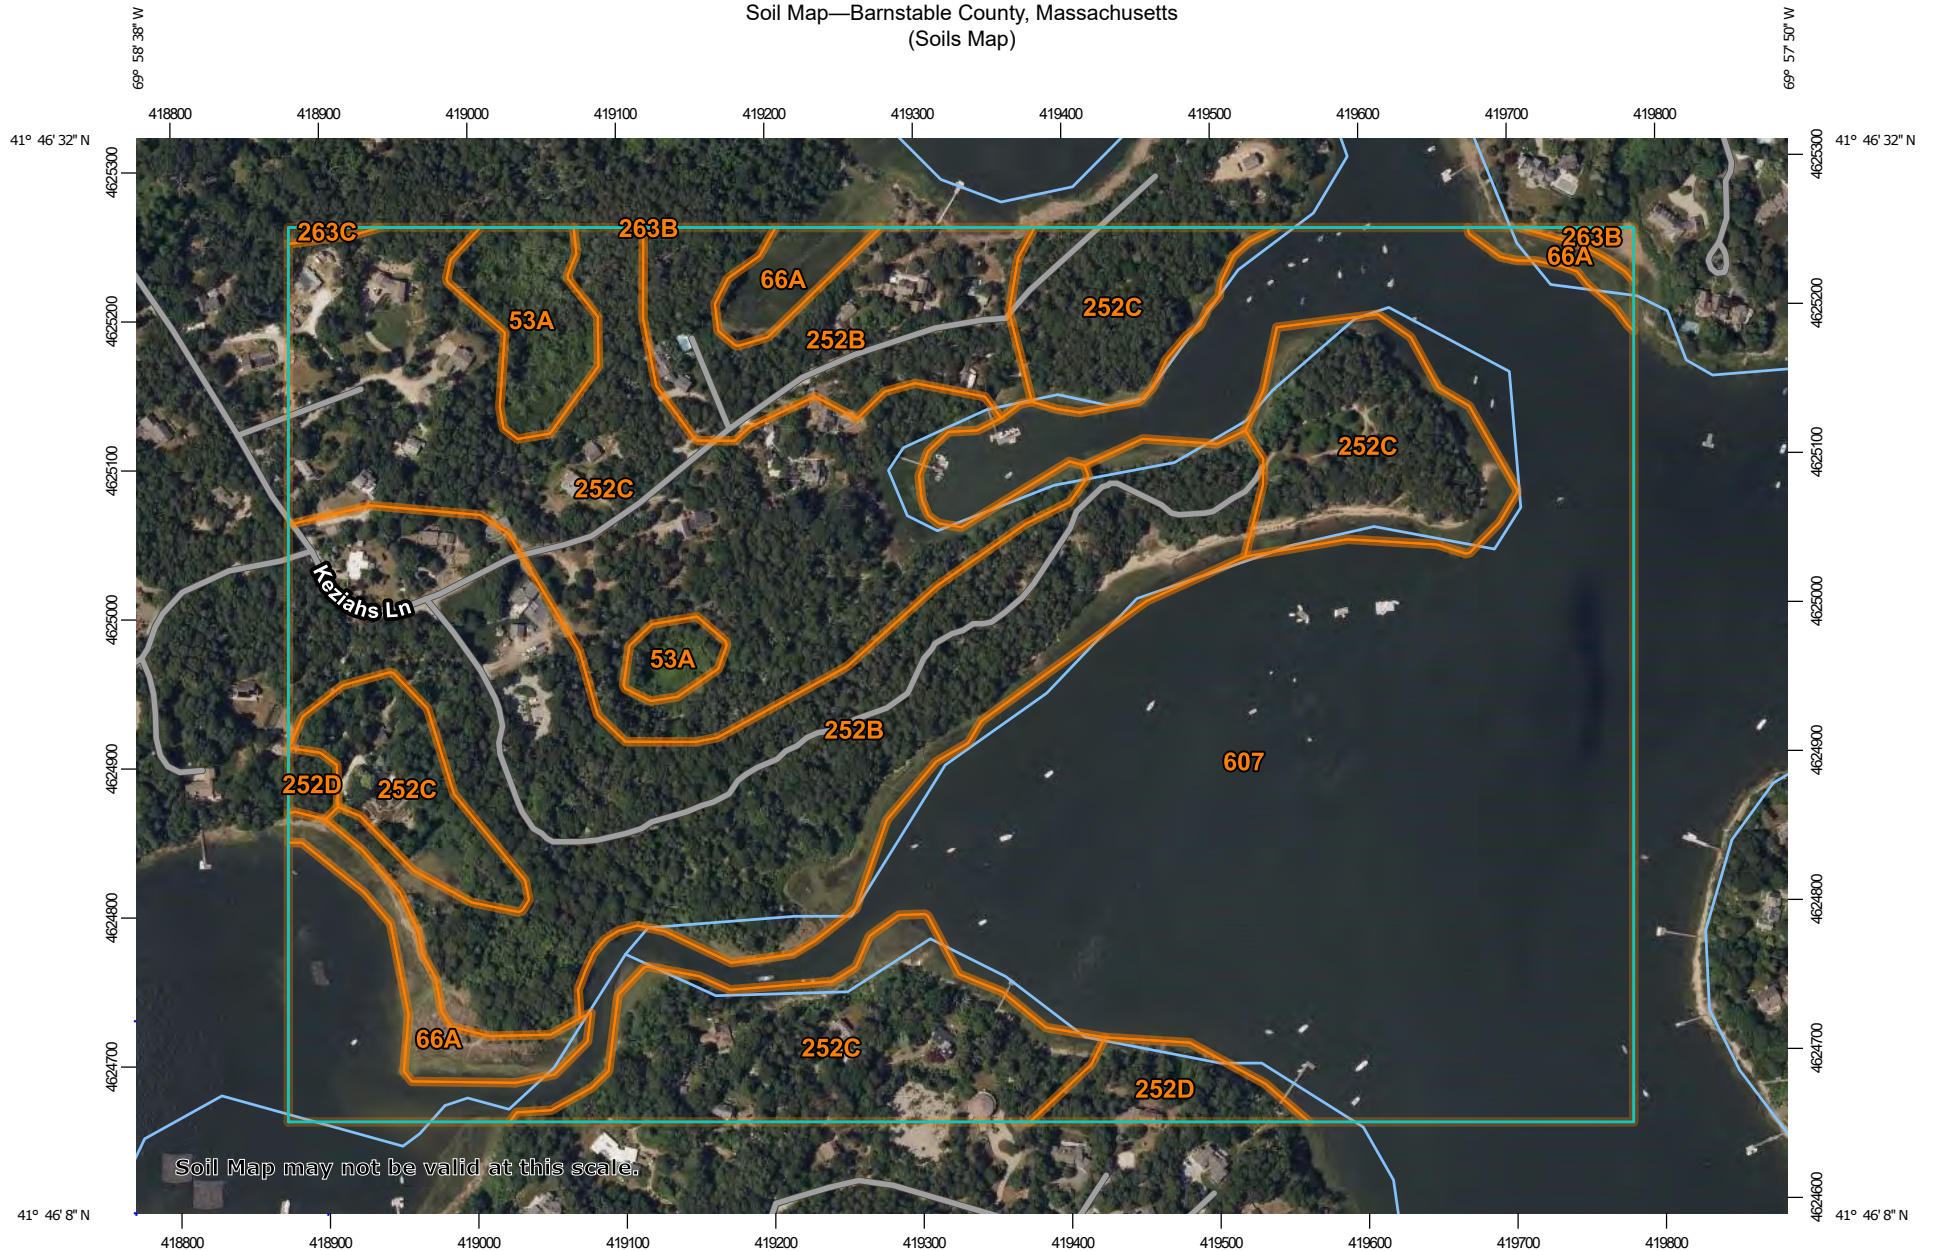 Soil Map—Barnstable County, Massachusetts
(Soils Map)
69° 58' 38" W
69° 57' 50" W
418800 418900 419000 419100 419200 419300 419400 419500 419600 419700 419800
41° 46' 32" N
41° 46' 32" N
4625300
4625200
4625100
4625000
4624900
4624800
4624700
4625300
4625200
4625100
4625000
4624900
4624800
4624700
4624600
263C
263B
263B
66A
66A
53A
252C
252B
252C
252C
Keziahs Ln
53A
252B
607
252D
252C
66A
252C
252D
Soil Map may not be valid at this scale.
41° 46' 8" N
41° 46' 8" N
418800 418900 419000 419100 419200 419300 419400 419500 419600 419700 419800